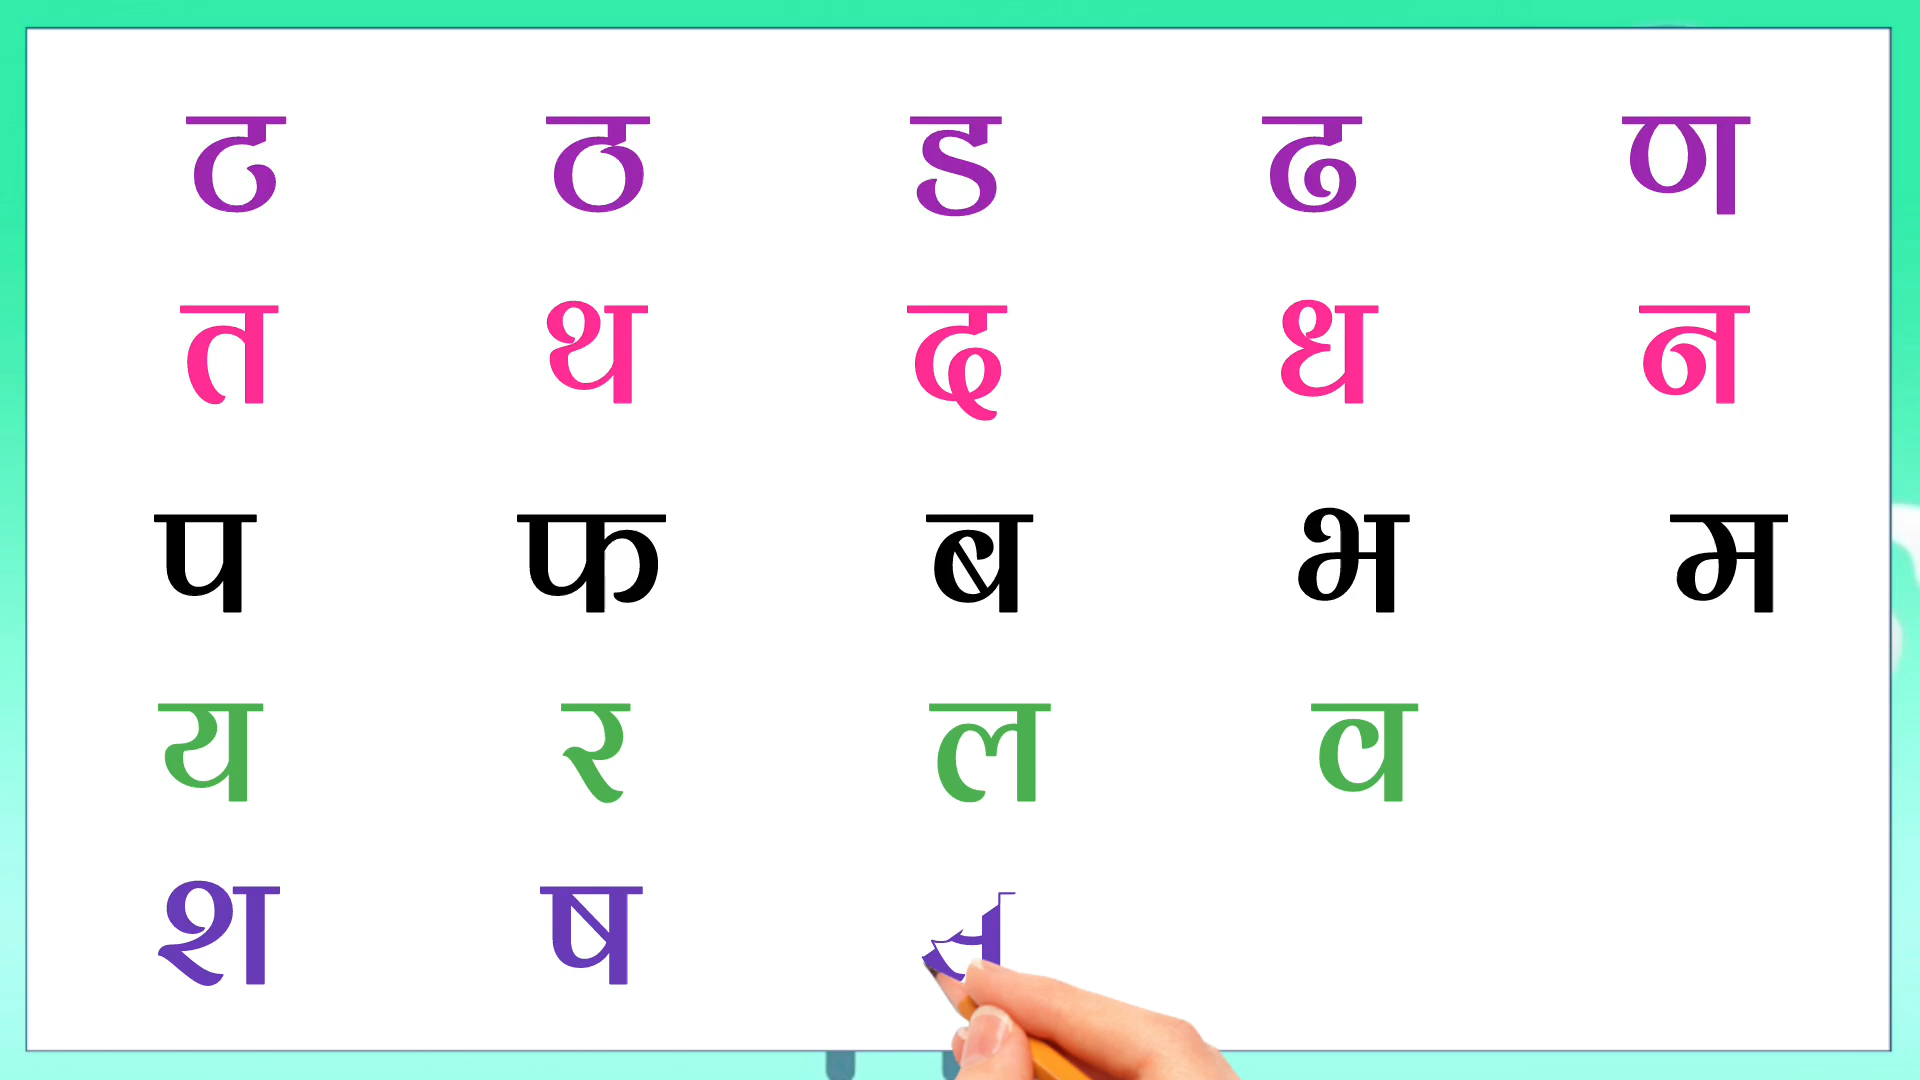 ट ठ ड ढ ण
त थ द ध न
प फ ब भ म
य र ल व
श ष